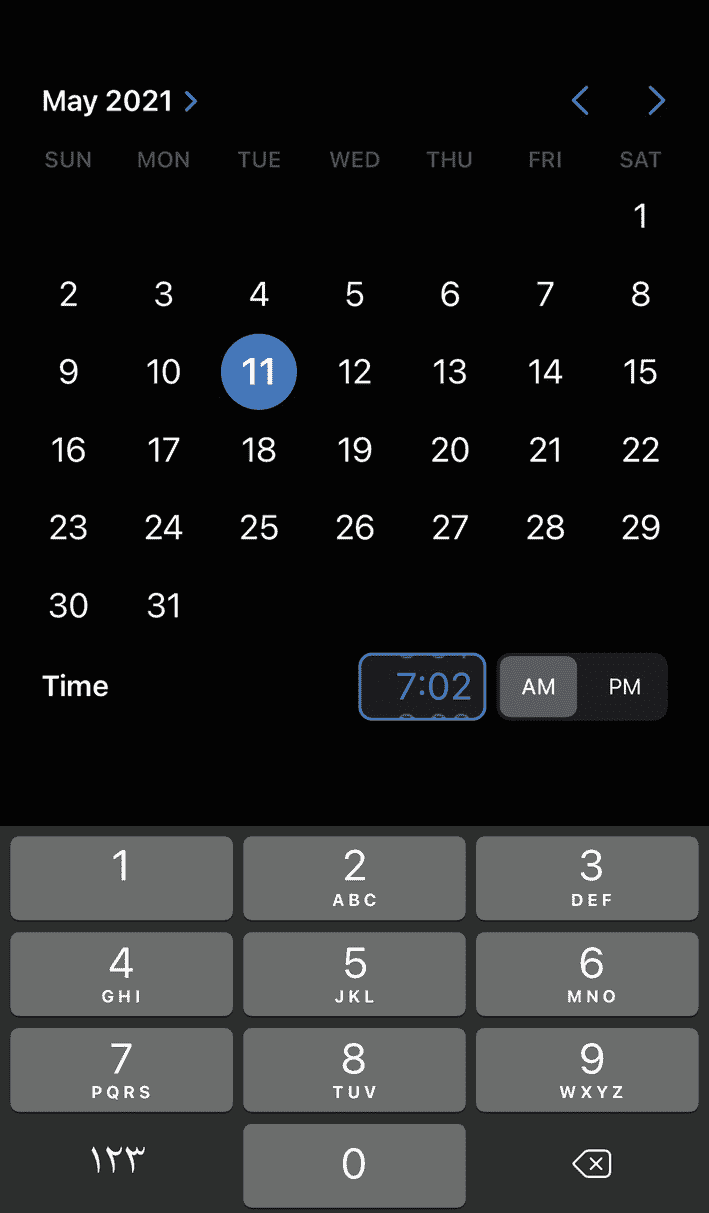 May 2021
SUN MON TUE WED THU FRI SAT
1
2 3 4 5 6 7 8
9 10 11 12 13 14 15
16 17 18 19 20 21 22
23 24 25 26 27 28 29
30 31
Time 7:02 AM PM
1 2 3
ABC DEF
4 5 6
GHI JKL MNO
7 8 9
PQRS TUV WXYZ
١٢٣ 0